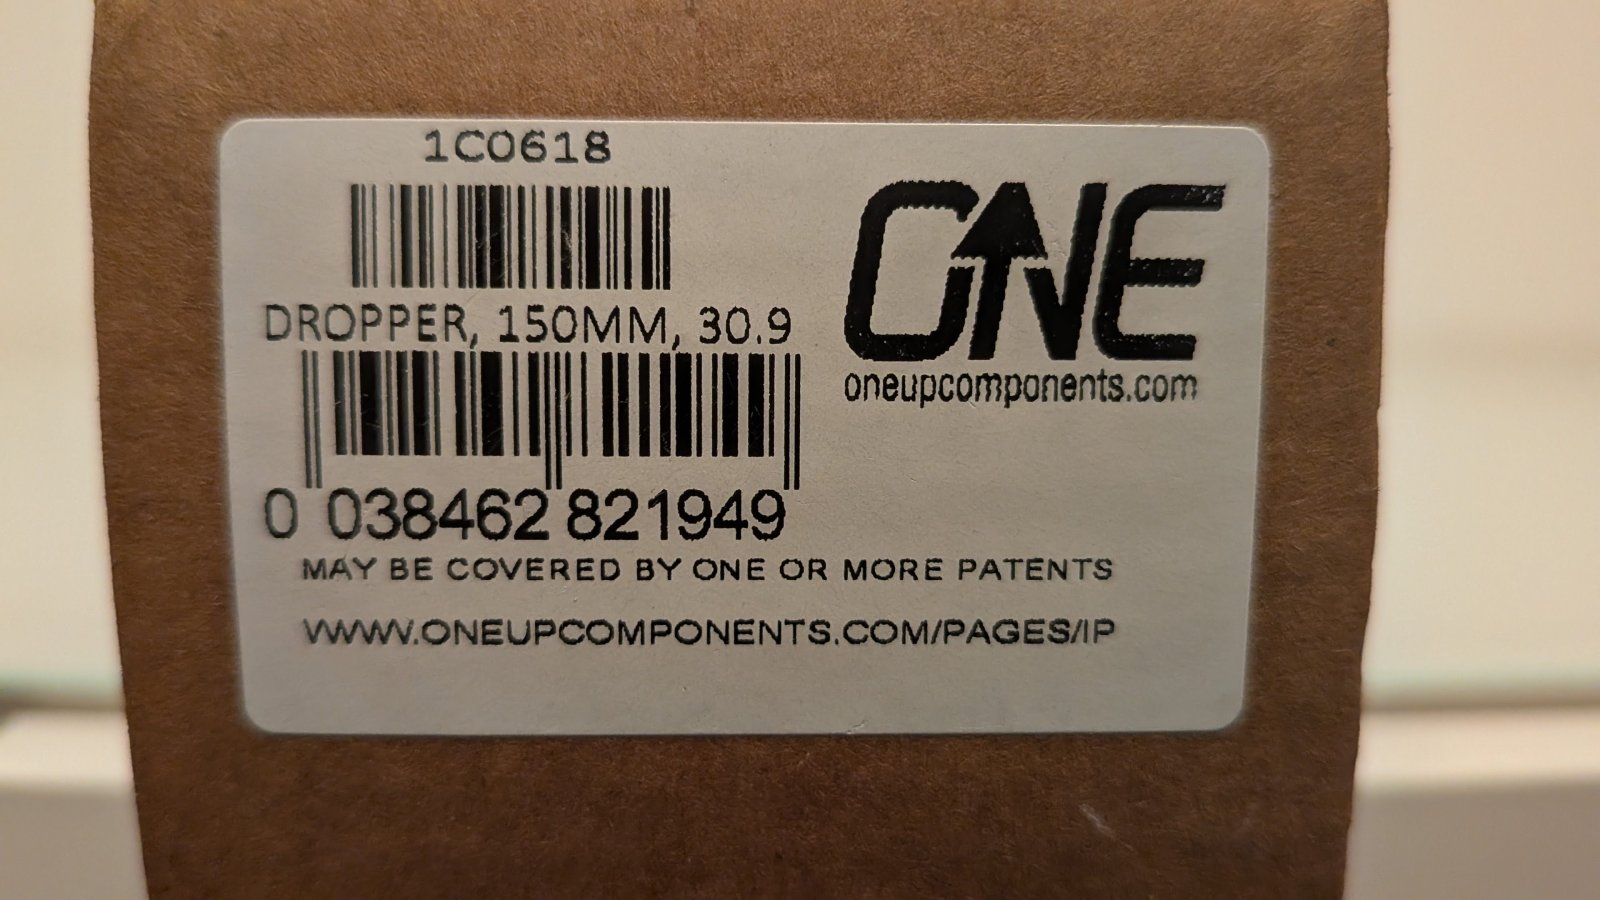 1C0618
DROPPER, 150MM, 30.9
0 038462 821949
ONE
oneupcomponents.com
MAY BE COVERED BY ONE OR MORE PATENTS
WWW.ONEUPCOMPONENTS.COM/PAGES/IP